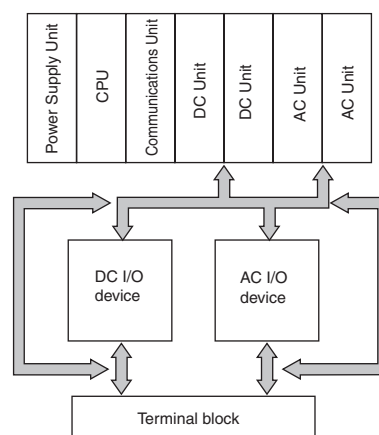 Power Supply Unit
CPU
Communications Unit
DC Unit
DC Unit
AC Unit
AC Unit
DC I/O
device
AC I/O
device
Terminal block